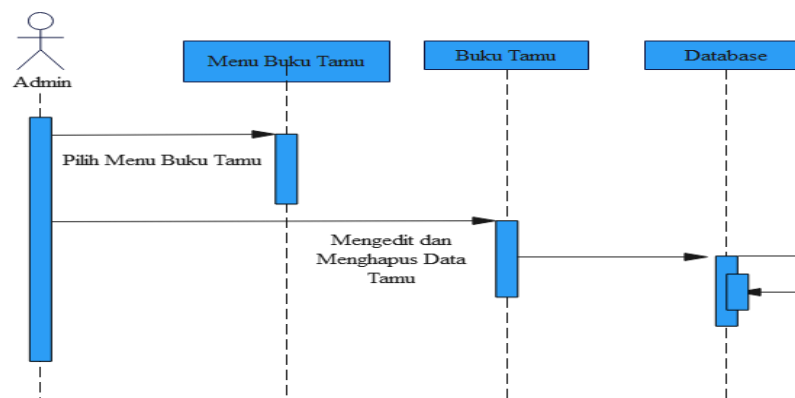 Admin
Menu Buku Tamu
Buku Tamu
Database
Pilih Menu Buku Tamu
Mengedit dan
Menghapus Data
Tamu